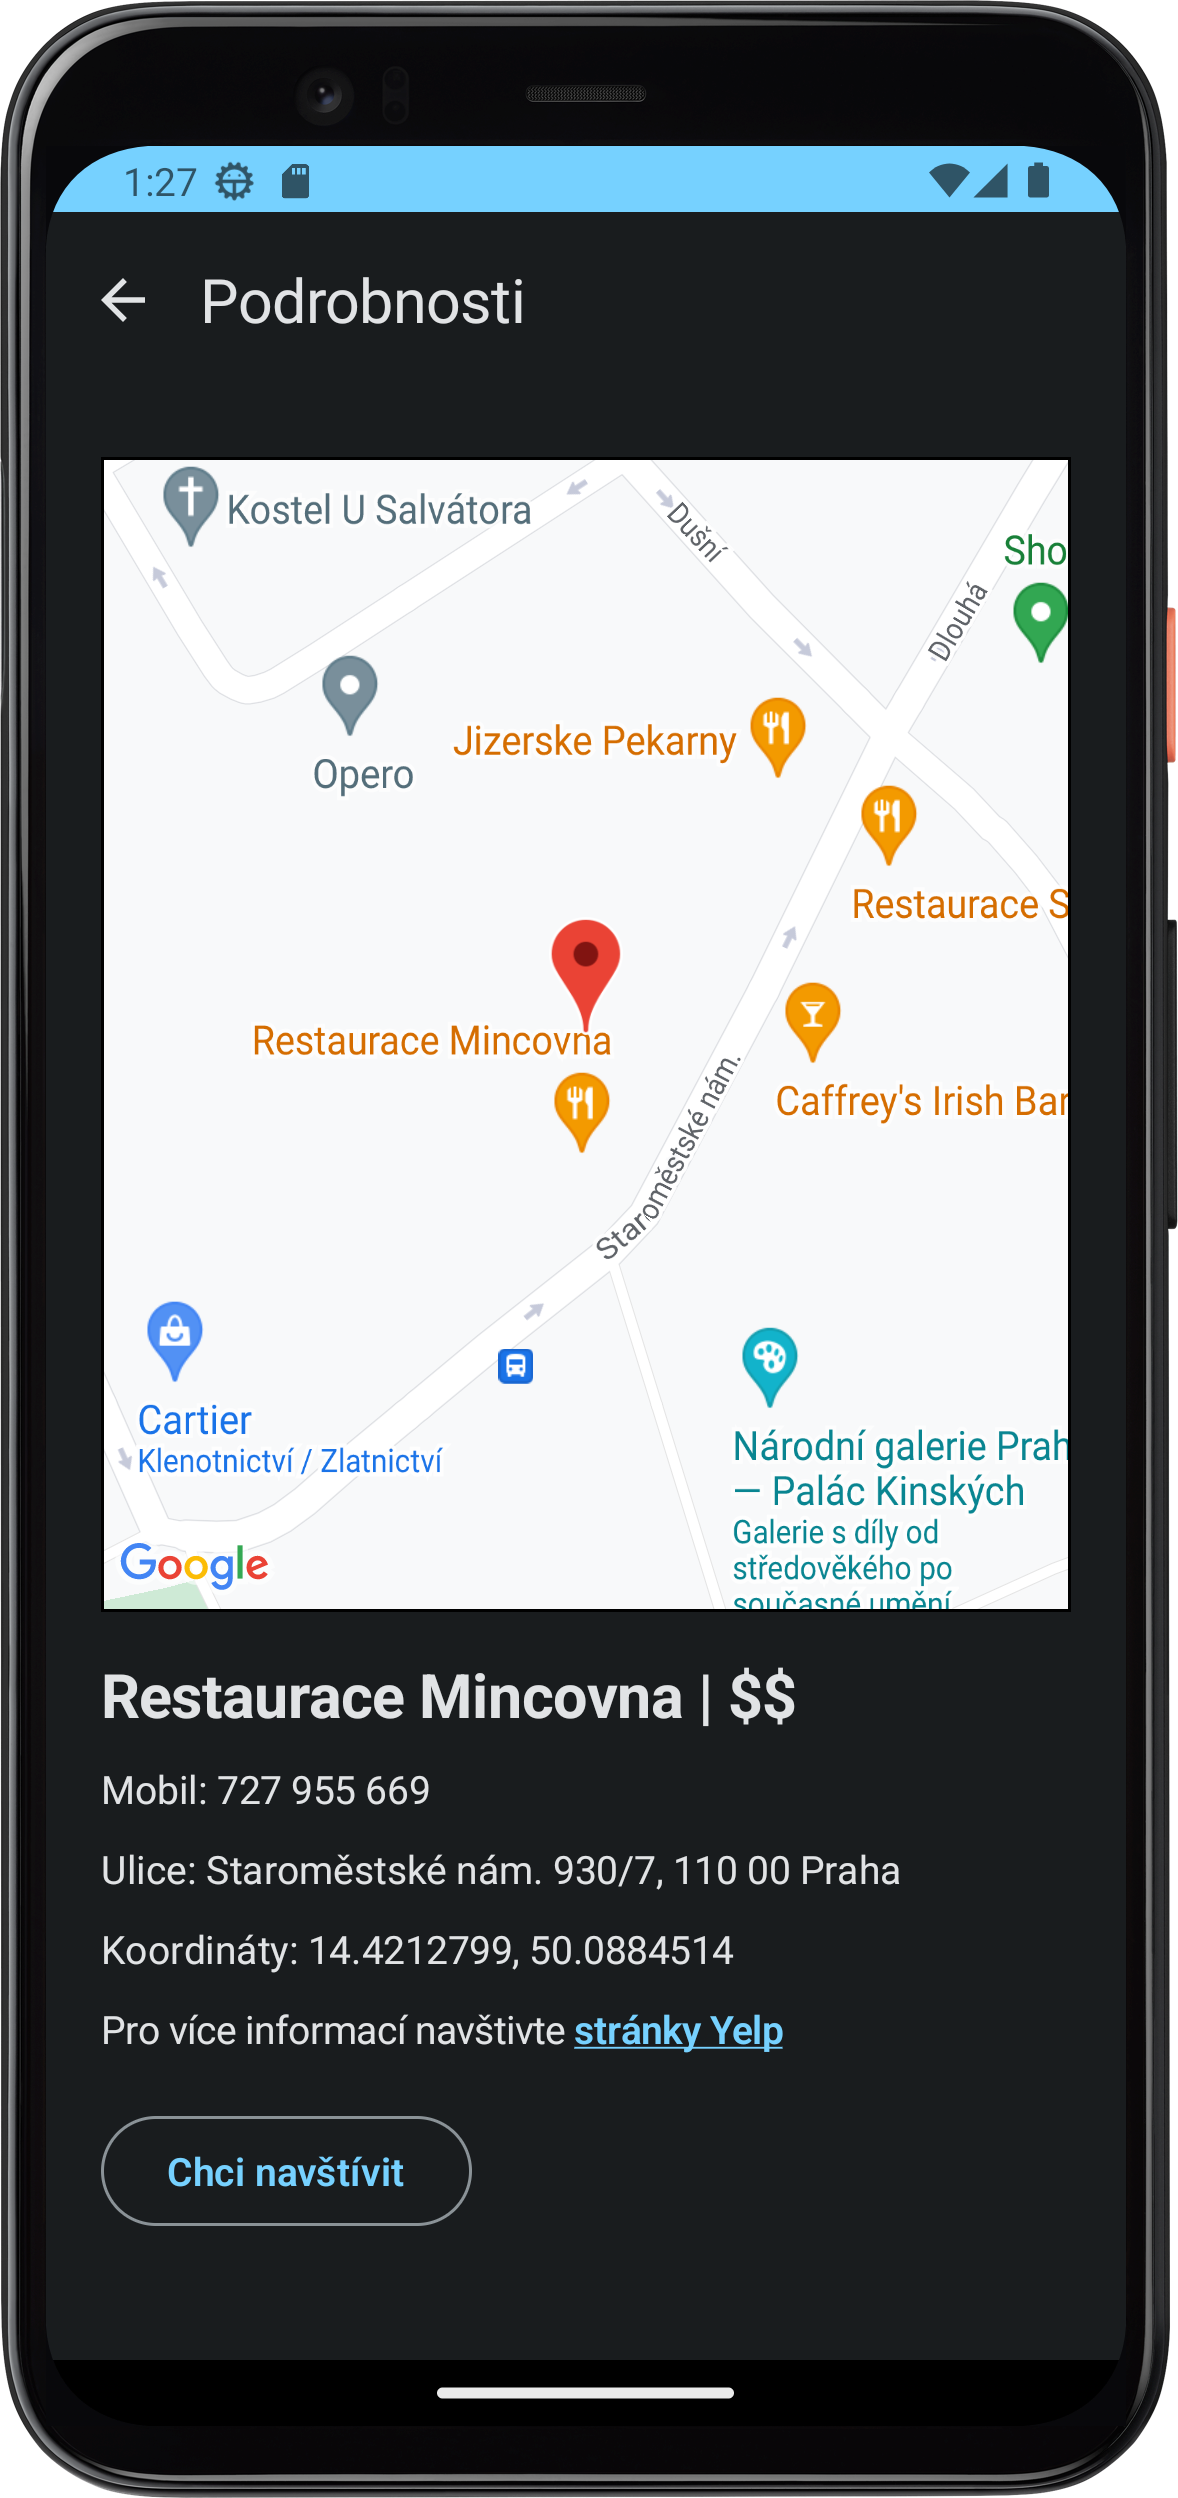 1:27
Podrobnosti
Kostel U Salvátora
Dušní
Sho
Dlouhá
Jizerske Pekarny
Opero
Restaurace S
Restaurace Mincovna
Caffrey's Irish Bar
Staroměstské nám.
Cartier
Klenotnictví / Zlatnictví
Národní galerie Prah
— Palác Kinských
Galerie s díly od
středověkého po
současné umění
Google
Restaurace Mincovna | $$
Mobil: 727 955 669
Ulice: Staroměstské nám. 930/7, 110 00 Praha
Koordináty: 14.4212799, 50.0884514
Pro více informací navštivte stránky Yelp
Chci navštívit